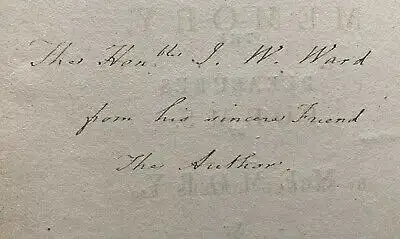 The Hon.ble J. W. Ward
from his sincere Friend
The Author